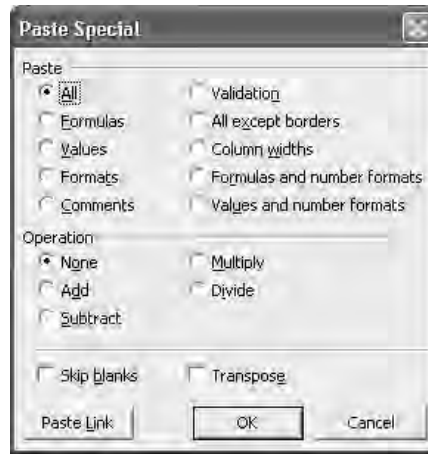 Paste Special
Paste
All
Validation
Formulas
All except borders
Values
Column widths
Formats
Formulas and number formats
Comments
Values and number formats
Operation
None
Multiply
Add
Divide
Subtract
Skip blanks
Transpose
Paste Link
OK
Cancel